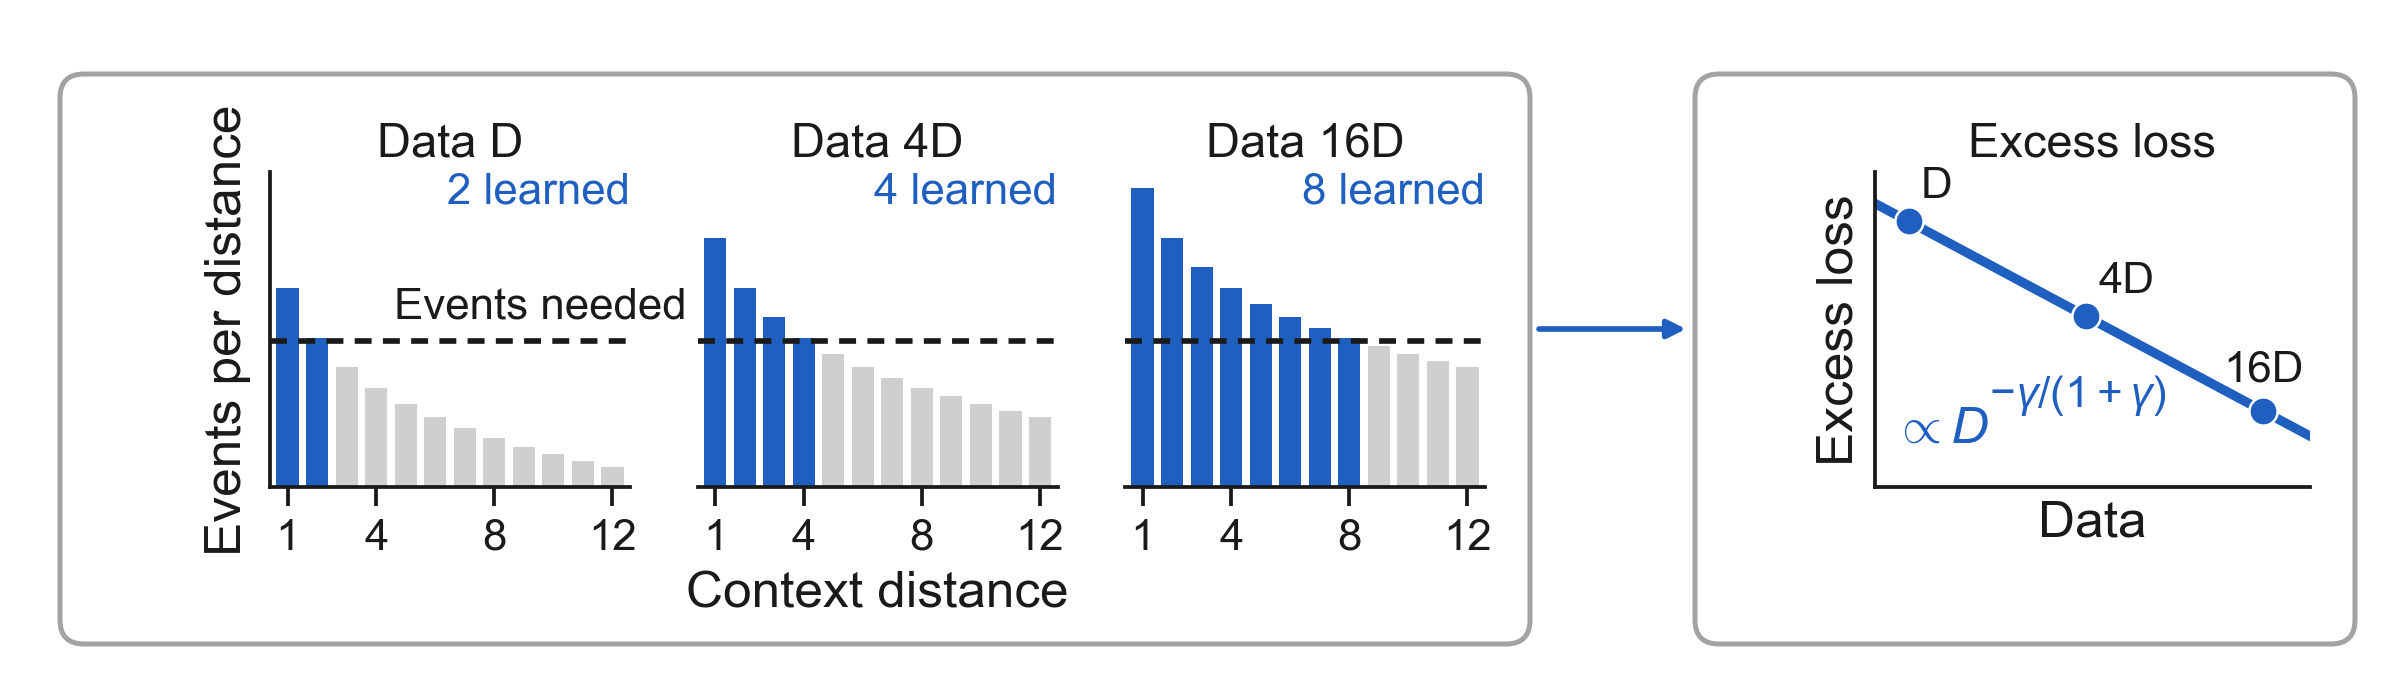 Events per distance
Data D
2 learned
Events needed
1 4 8 12
Data 4D
4 learned
1 4 8 12
Data 16D
8 learned
1 4 8 12
Context distance
Excess loss
Excess loss
D
4D
16D
∝ D^{−γ/(1 + γ)}
Data